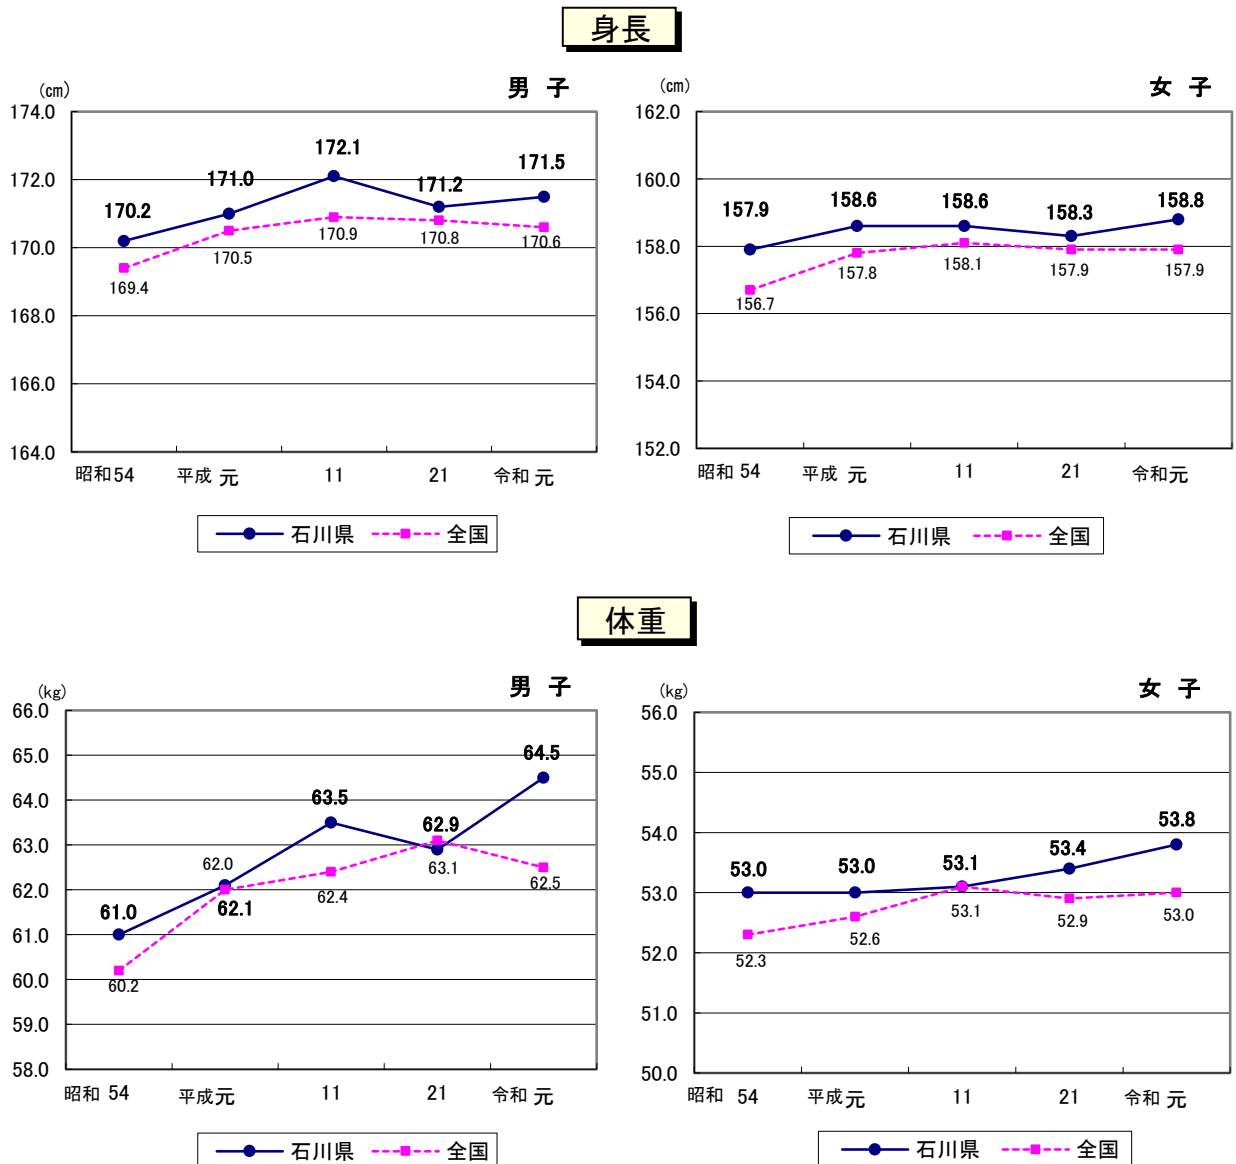 身長
(㎝) 男 子
174.0
172.0
170.0
168.0
166.0
164.0
170.2 171.0 172.1 171.2 171.5
169.4 170.5 170.9 170.8 170.6
昭和54 平成 元 11 21 令和 元
石川県 全国
(㎝) 女 子
162.0
160.0
158.0
156.0
154.0
152.0
157.9 158.6 158.6 158.3 158.8
156.7 157.8 158.1 157.9 157.9
昭和 54 平成 元 11 21 令和元
石川県 全国
体重
(㎏) 男 子
66.0
65.0
64.0
63.0
62.0
61.0
60.0
59.0
58.0
61.0 62.1 63.5 62.9 64.5
60.2 62.0 62.4 63.1 62.5
昭和 54 平成元 11 21 令和 元
石川県 全国
(㎏) 女 子
56.0
55.0
54.0
53.0
52.0
51.0
50.0
53.0 53.0 53.1 53.4 53.8
52.3 52.6 53.1 52.9 53.0
昭和 54 平成元 11 21 令和 元
石川県 全国